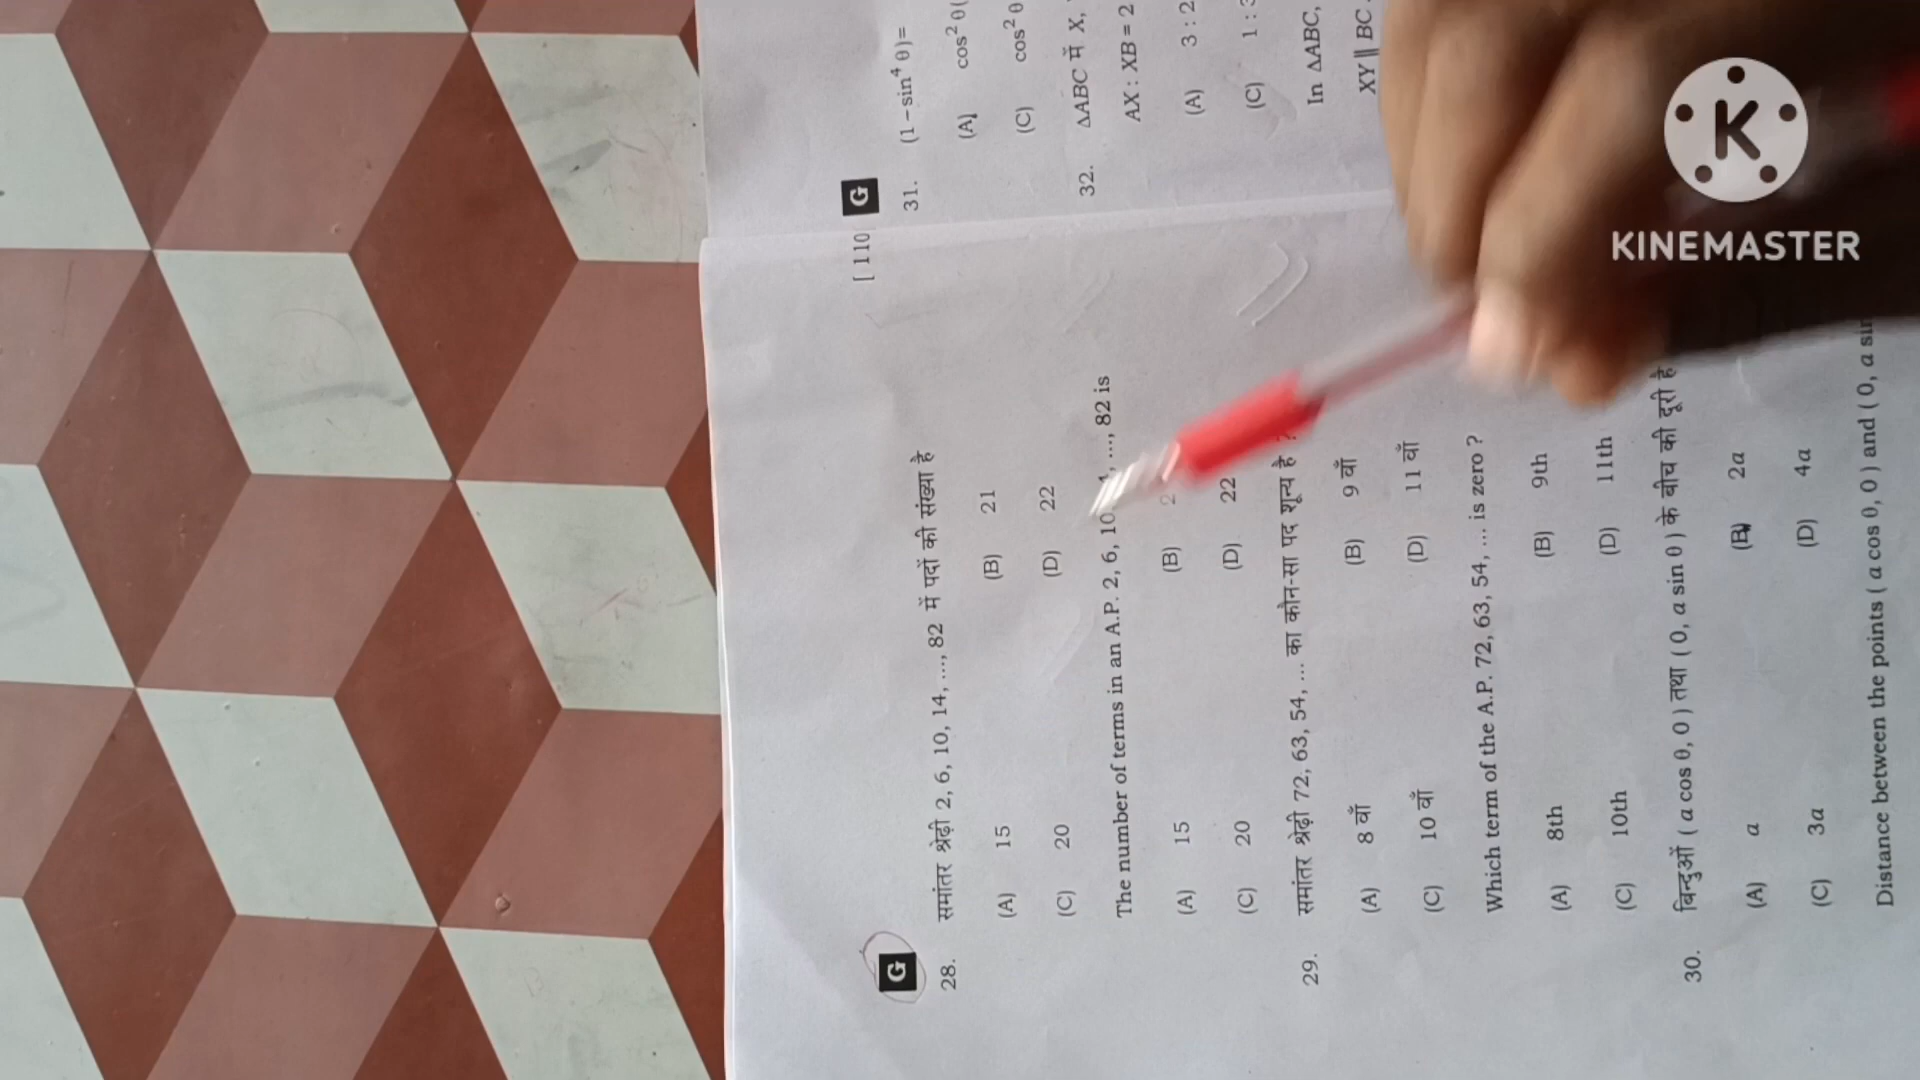 G
[ 110
28. समांतर श्रेढ़ी 2, 6, 10, 14, ..., 82 में पदों की संख्या है
(A) 15 (B) 21
(C) 20 (D) 22
The number of terms in an A.P. 2, 6, 10, ..., 82 is
(A) 15 (B)
(C) 20 (D) 22
29. समांतर श्रेढ़ी 72, 63, 54, ... का कौन-सा पद शून्य है ?
(A) 8 वाँ (B) 9 वाँ
(C) 10 वाँ (D) 11 वाँ
Which term of the A.P. 72, 63, 54, ... is zero ?
(A) 8th (B) 9th
(C) 10th (D) 11th
30. बिन्दुओं ( a cos θ, 0 ) तथा ( 0, a sin θ ) के बीच की दूरी है
(A) a (B) 2a
(C) 3a (D) 4a
Distance between the points ( a cos θ, 0 ) and ( 0, a sin
G
31. (1 – sin⁴ θ) =
(A) cos² θ(
(C) cos² θ
32. ΔABC में X,
AX : XB = 2
(A) 3 : 2
(C) 1 :
In ΔABC,
XY || BC
K
KINEMASTER